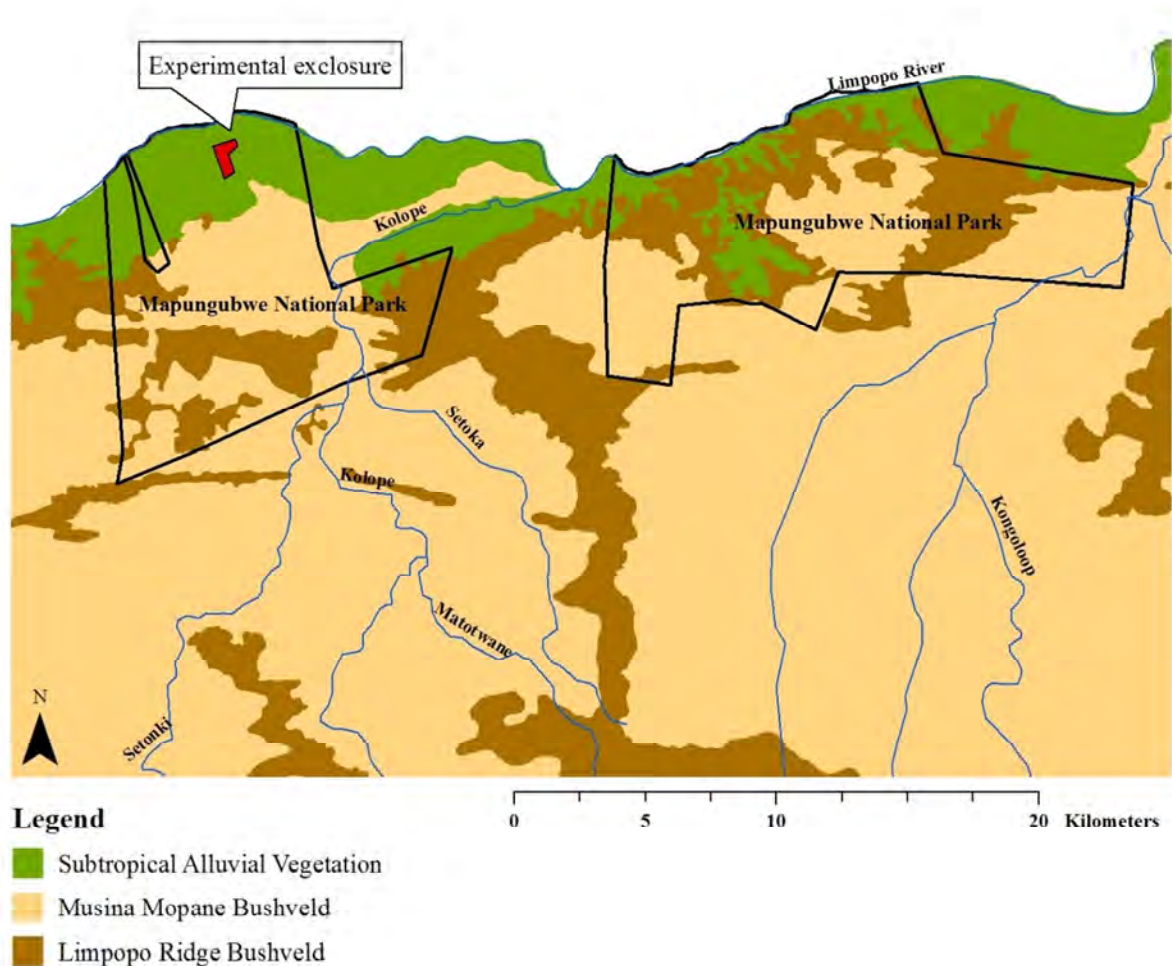 Experimental exclosure
Limpopo River
Kolope
Mapungubwe National Park
Mapungubwe National Park
Setoka
Kolope
Kongoloop
Matotwane
Setonki
N
0 5 10 20 Kilometers
Legend
Subtropical Alluvial Vegetation
Musina Mopane Bushveld
Limpopo Ridge Bushveld